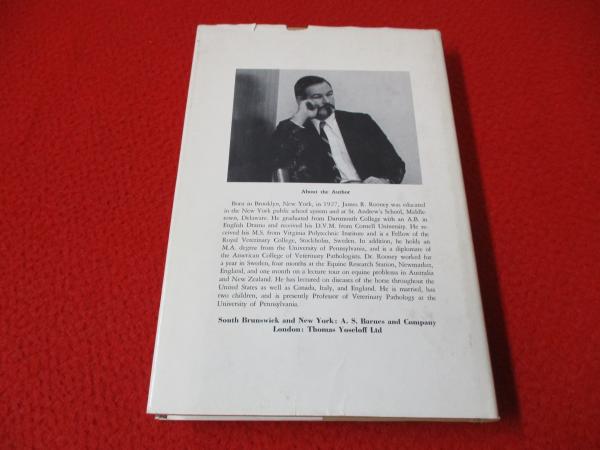 About the Author
Born in Brooklyn, New York, in 1927, James R. Rooney was educated
in the New York public school system and at St. Andrew's School, Middle-
town, Delaware. He graduated from Dartmouth College with an A.B. in
English Drama and received his D.V.M. from Cornell University. He re-
ceived his M.S. from Virginia Polytechnic Institute and is a Fellow of the
Royal Veterinary College, Stockholm, Sweden. In addition, he holds an
M.A. degree from the University of Pennsylvania, and is a diplomate of
the American College of Veterinary Pathologists. Dr. Rooney worked for
a year in Sweden, four months at the Equine Research Station, Newmarket,
England, and one month on a lecture tour on equine problems in Australia
and New Zealand. He has lectured on diseases of the horse throughout the
United States as well as Canada, Italy, and England. He is married, has
two children, and is presently Professor of Veterinary Pathology at the
University of Pennsylvania.
South Brunswick and New York: A. S. Barnes and Company
London: Thomas Yoseloff Ltd